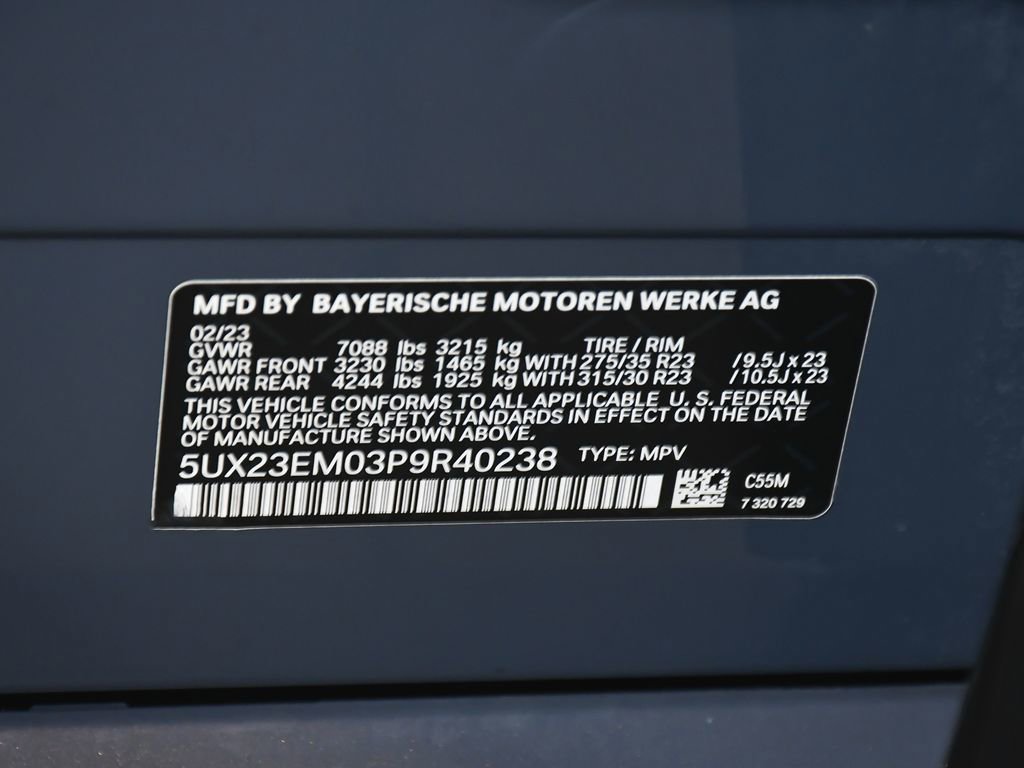 MFD BY BAYERISCHE MOTOREN WERKE AG
02/23
GVWR 7088 lbs 3215 kg TIRE / RIM
GAWR FRONT 3230 lbs 1465 kg WITH 275/35 R23 /9.5J x 23
GAWR REAR 4244 lbs 1925 kg WITH 315/30 R23 /10.5J x 23
THIS VEHICLE CONFORMS TO ALL APPLICABLE U. S. FEDERAL
MOTOR VEHICLE SAFETY STANDARDS IN EFFECT ON THE DATE
OF MANUFACTURE SHOWN ABOVE.
5UX23EM03P9R40238 TYPE: MPV
C55M
7 320 729